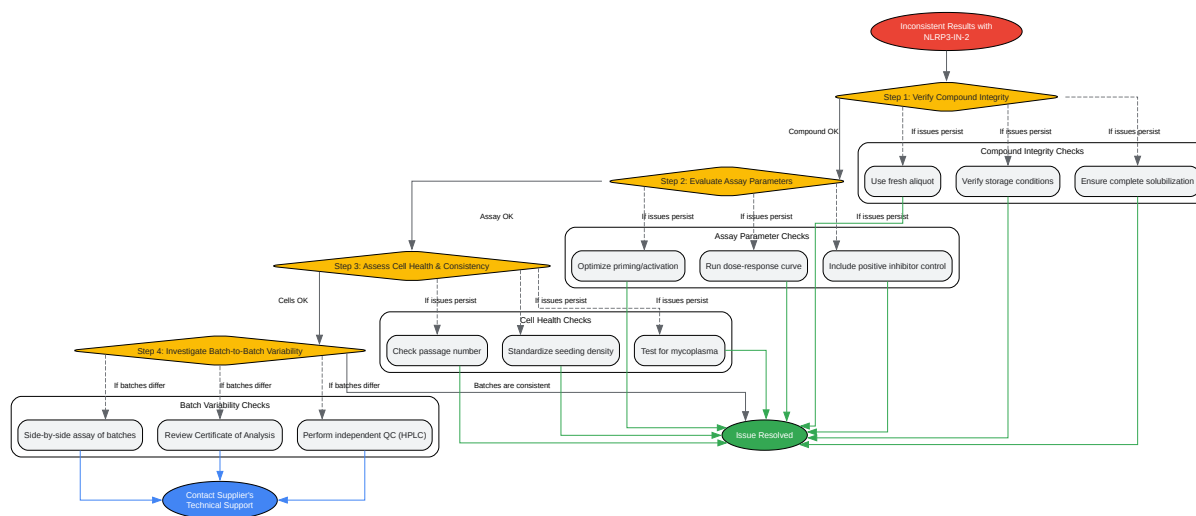 Inconsistent Results with
NLRP3-IN-2
Step 1: Verify Compound Integrity
Compound OK
If issues persist
If issues persist
If issues persist
Compound Integrity Checks
Use fresh aliquot
Verify storage conditions
Ensure complete solubilization
Step 2: Evaluate Assay Parameters
Assay OK
If issues persist
If issues persist
If issues persist
Assay Parameter Checks
Optimize priming/activation
Run dose-response curve
Include positive inhibitor control
Step 3: Assess Cell Health & Consistency
Cells OK
If issues persist
If issues persist
If issues persist
Cell Health Checks
Check passage number
Standardize seeding density
Test for mycoplasma
Step 4: Investigate Batch-to-Batch Variability
If batches differ
If batches differ
If batches differ
Batches are consistent
Batch Variability Checks
Side-by-side assay of batches
Review Certificate of Analysis
Perform independent QC (HPLC)
Issue Resolved
Contact Supplier's
Technical Support